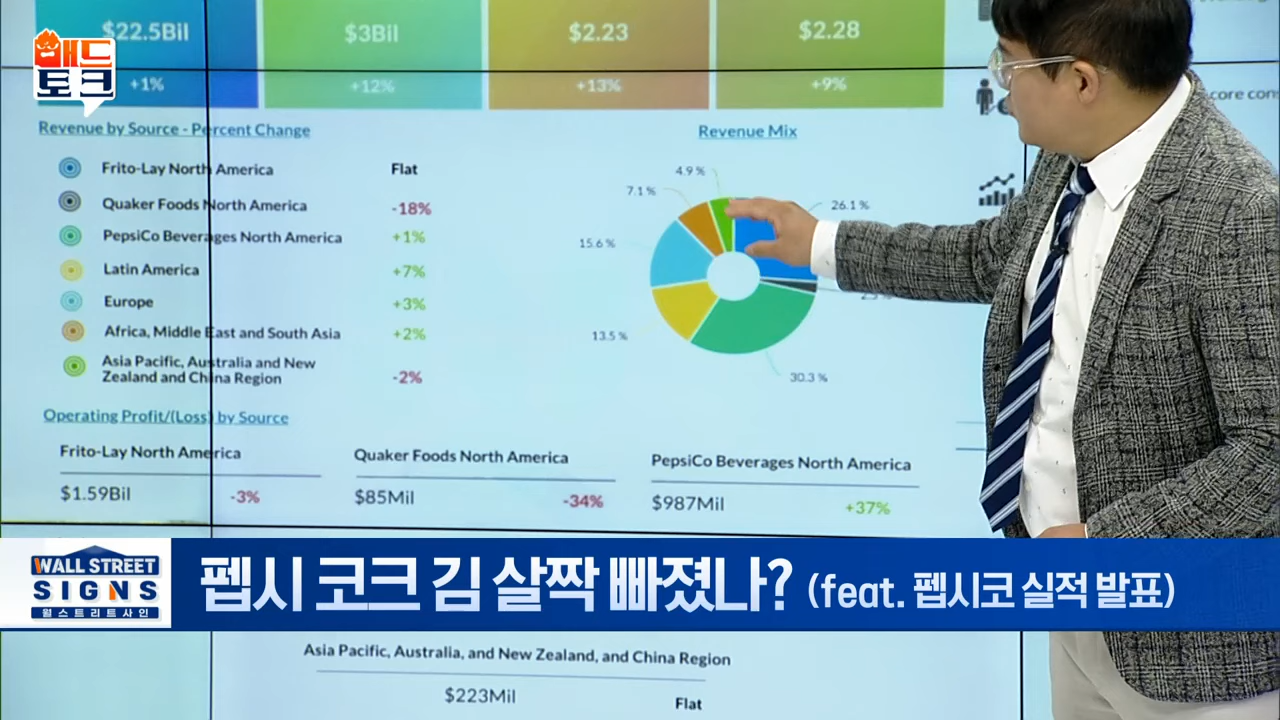 매드
토크
$22.5Bil
$3Bil
$2.23
$2.28
+1%
+12%
+13%
+9%
core con
Revenue by Source - Percent Change
Frito-Lay North America Flat
Quaker Foods North America -18%
PepsiCo Beverages North America +1%
Latin America +7%
Europe +3%
Africa, Middle East and South Asia +2%
Asia Pacific, Australia and New
Zealand and China Region -2%
Revenue Mix
4.9 %
7.1 %
26.1 %
15.6 %
13.5 %
30.3 %
Operating Profit/(Loss) by Source
Frito-Lay North America
$1.59Bil -3%
Quaker Foods North America
$85Mil -34%
PepsiCo Beverages North America
$987Mil +37%
WALL STREET
SIGNS
월스트리트사인
펩시 코크 김 살짝 빠졌나? (feat. 펩시코 실적 발표)
Asia Pacific, Australia, and New Zealand, and China Region
$223Mil Flat